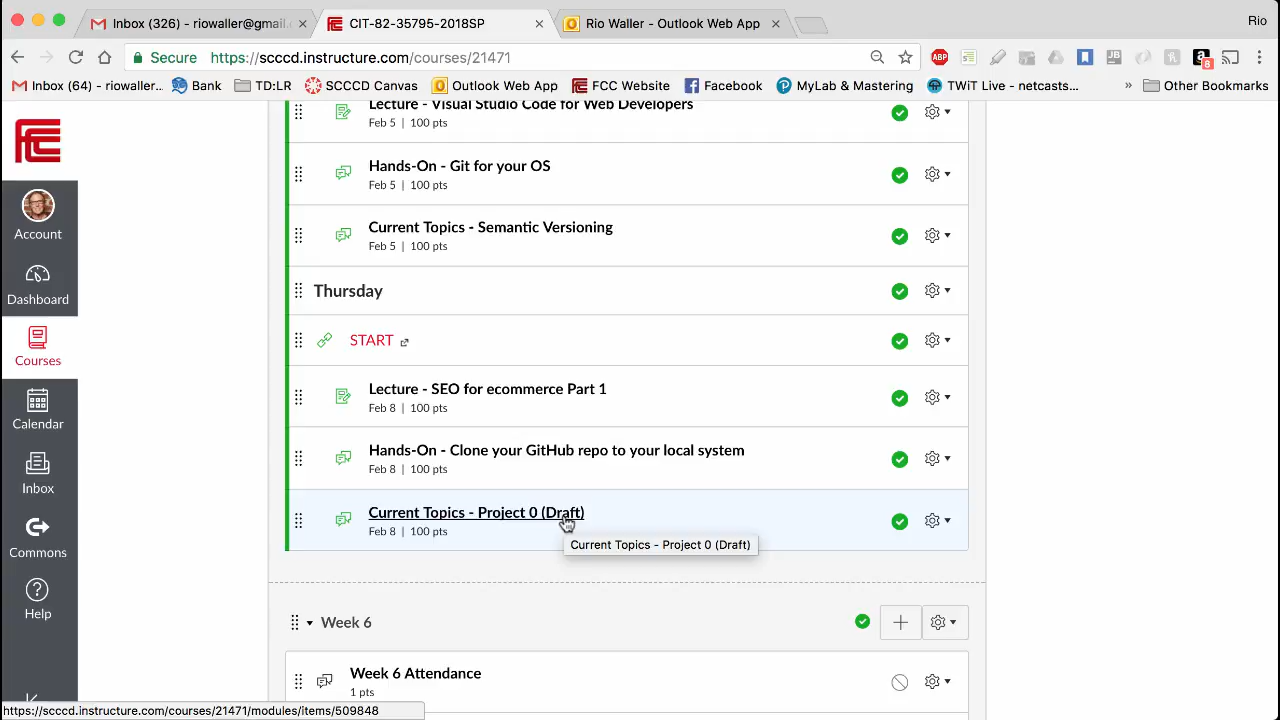 Inbox (326) - riowaller@gmail.c
CIT-82-35795-2018SP
Rio Waller - Outlook Web App
Rio
Secure
https://scccd.instructure.com/courses/21471
ABP
JB
8
Inbox (64) - riowaller...
Bank
TD:LR
SCCCD Canvas
Outlook Web App
FCC Website
Facebook
MyLab & Mastering
TWiT Live - netcasts...
»
Other Bookmarks
FCC
Account
Dashboard
Courses
Calendar
Inbox
Commons
Help
Lecture - Visual Studio Code for Web Developers
Feb 5 | 100 pts
Hands-On - Git for your OS
Feb 5 | 100 pts
Current Topics - Semantic Versioning
Feb 5 | 100 pts
Thursday
START
Lecture - SEO for ecommerce Part 1
Feb 8 | 100 pts
Hands-On - Clone your GitHub repo to your local system
Feb 8 | 100 pts
Current Topics - Project 0 (Draft)
Feb 8 | 100 pts
Current Topics - Project 0 (Draft)
Week 6
Week 6 Attendance
1 pts
https://scccd.instructure.com/courses/21471/modules/items/509848